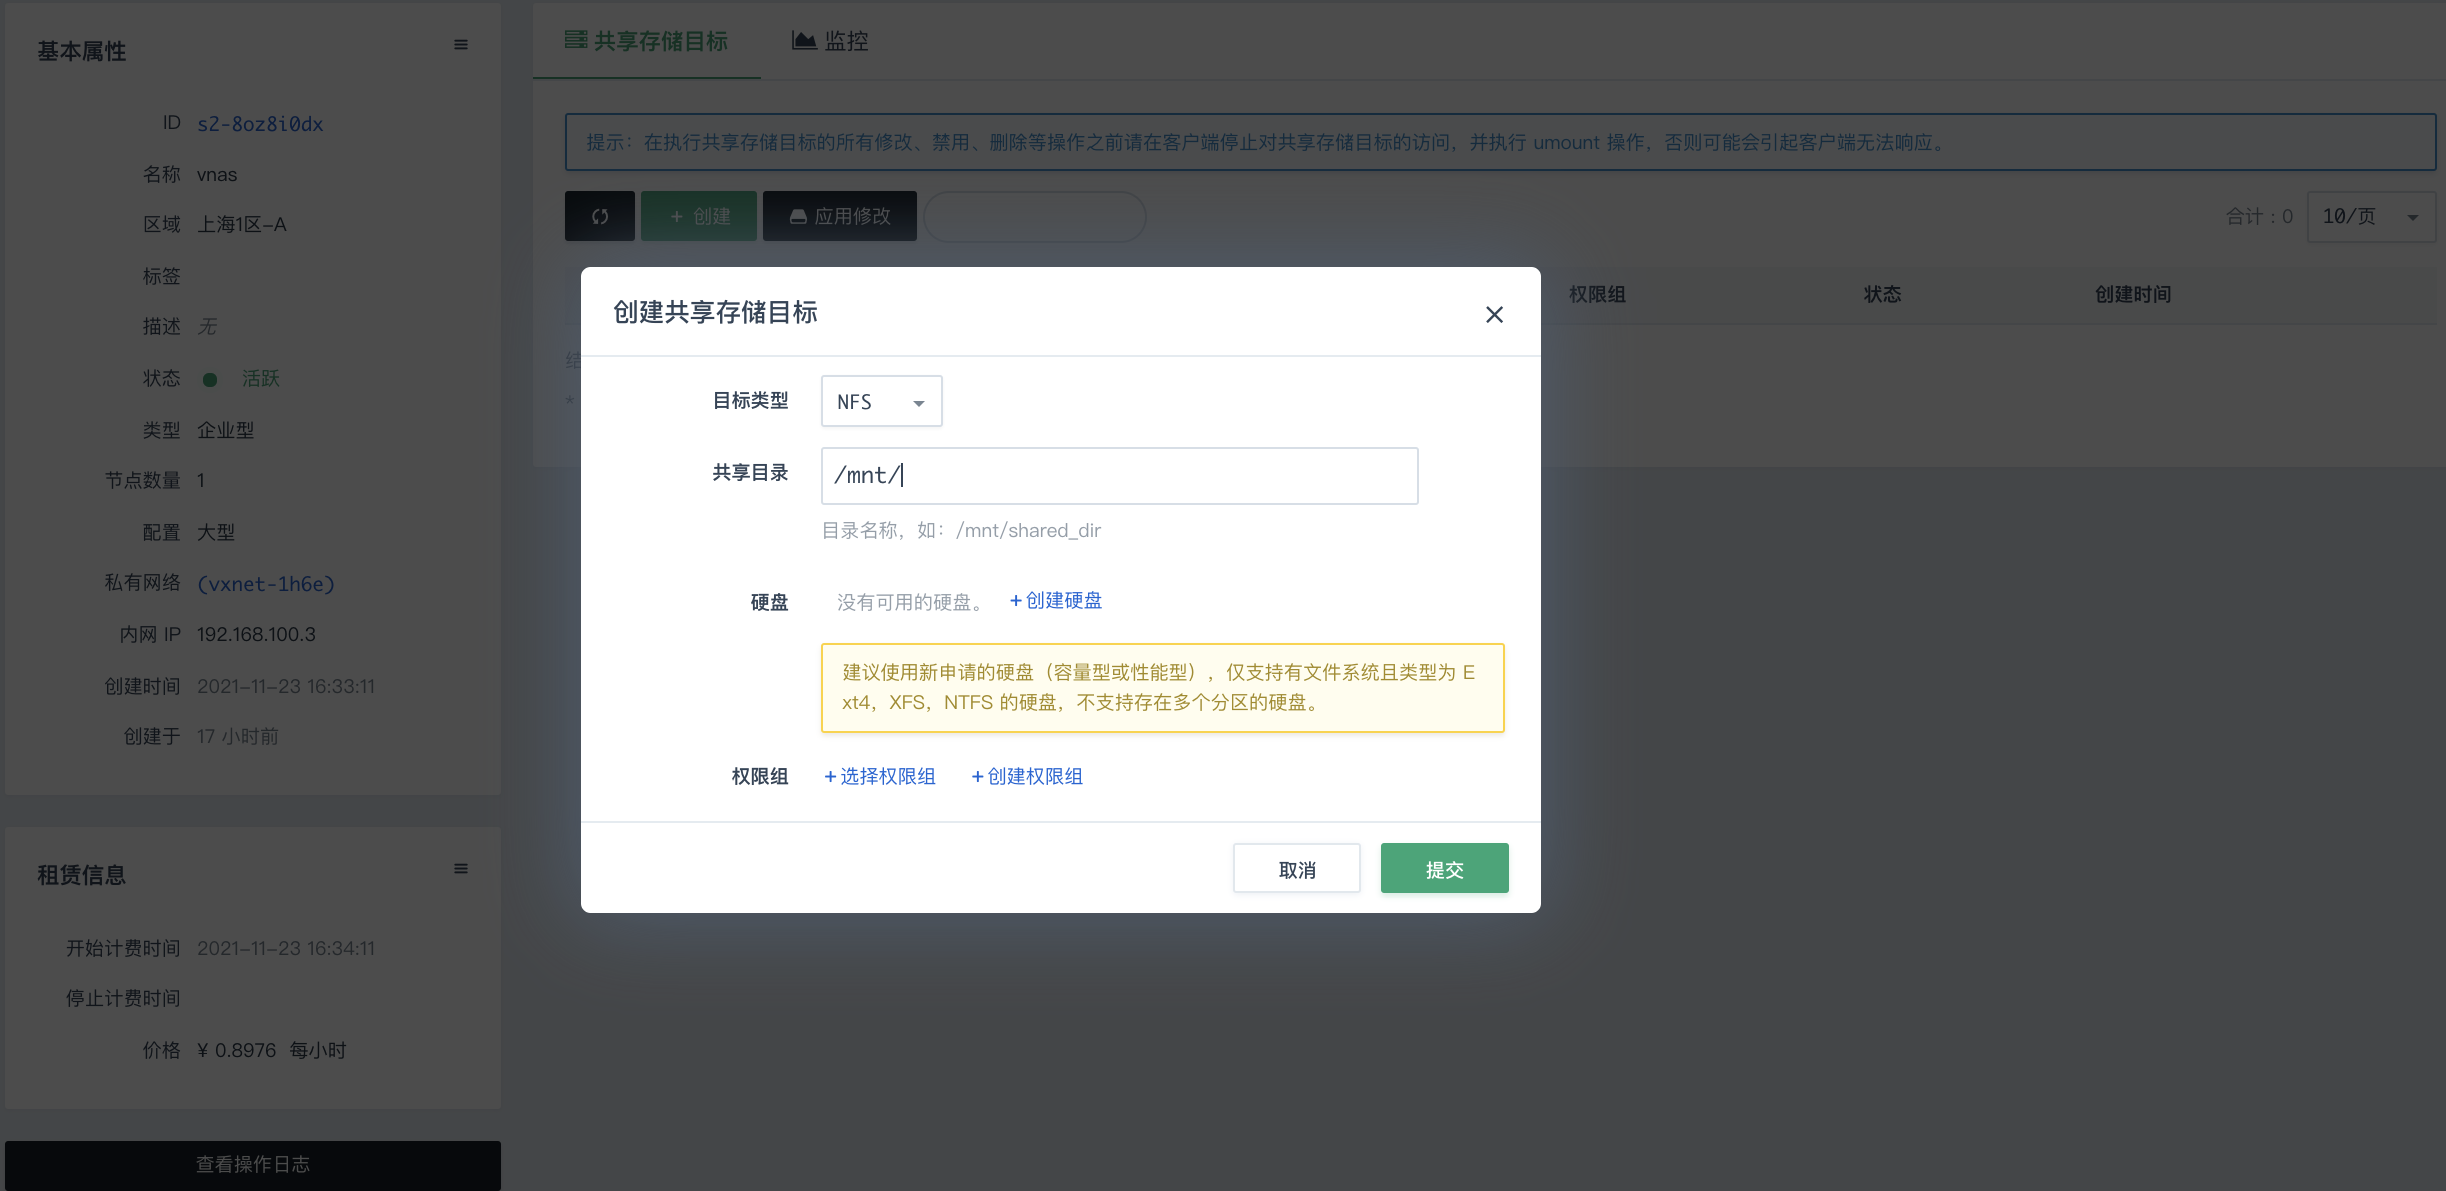 基本属性
ID s2-8oz8i0dx
名称 vnas
区域 上海1区-A
标签
描述 无
状态 活跃
类型 企业型
节点数量 1
配置 大型
私有网络 (vxnet-1h6e)
内网 IP 192.168.100.3
创建时间 2021-11-23 16:33:11
创建于 17 小时前
租赁信息
开始计费时间 2021-11-23 16:34:11
停止计费时间
价格 ¥ 0.8976 每小时
查看操作日志
共享存储目标 监控
提示：在执行共享存储目标的所有修改、禁用、删除等操作之前请在客户端停止对共享存储目标的访问，并执行 umount 操作，否则可能会引起客户端无法响应。
+ 创建 应用修改 合计：0 10/页
权限组 状态 创建时间
结
*
创建共享存储目标
目标类型 NFS
共享目录 /mnt/
目录名称，如：/mnt/shared_dir
硬盘 没有可用的硬盘。 +创建硬盘
建议使用新申请的硬盘（容量型或性能型），仅支持有文件系统且类型为 E
xt4，XFS，NTFS 的硬盘，不支持存在多个分区的硬盘。
权限组 +选择权限组 +创建权限组
取消 提交